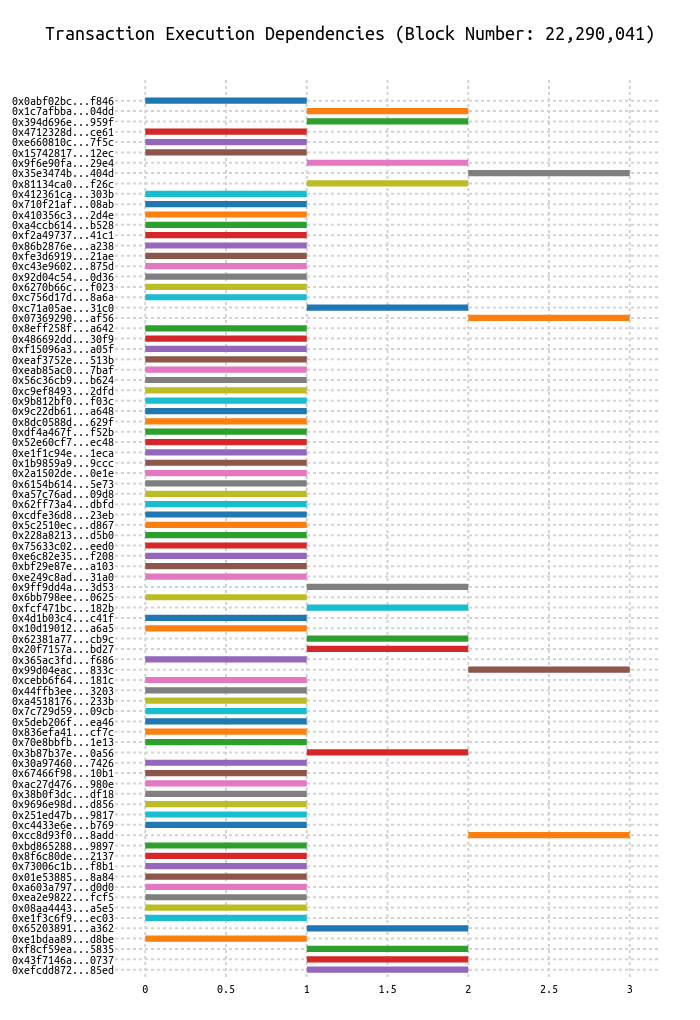 Transaction Execution Dependencies (Block Number: 22,290,041)
0x0abf02bc...f846
0x1c7afbba...04dd
0x394d696e...959f
0x4712328d...ce61
0xe660810c...7f5c
0x15742817...12ec
0x9f6e90fa...29e4
0x35e3474b...404d
0x81134ca0...f26c
0x412361ca...303b
0x710f21af...08ab
0x410356c3...2d4e
0xa4ccb614...b528
0xf2a49737...41c1
0x86b2876e...a238
0xfe3d6919...21ae
0xc43e9602...875d
0x92d04c54...0d36
0x6270b66c...f023
0xc756d17d...8a6a
0xc71a05ae...31c0
0x07369290...af56
0x8eff258f...a642
0x486692dd...30f9
0xf15096a3...a05f
0xeaf3752e...513b
0xeab85ac0...7baf
0x56c36cb9...b624
0xc9ef8493...2dfd
0x9b812bf0...f03c
0x9c22db61...a648
0x8dc0588d...629f
0xdf4a467f...f52b
0x52e60cf7...ec48
0xe1f1c94e...1eca
0x1b9859a9...9ccc
0x2a1502de...0e1e
0x6154b614...5e73
0xa57c76ad...09d8
0x62ff73a4...dbfd
0xcdfe36d8...23eb
0x5c2510ec...d867
0x228a8213...d5b0
0x75633c02...eed0
0xe6c82e35...f208
0xbf29e87e...a103
0xe249c8ad...31a0
0x9ff9dd4a...3d53
0x6bb798ee...0625
0xfcf471bc...182b
0x4d1b03c4...c41f
0x10d19012...a6a5
0x62381a77...cb9c
0x20f7157a...bd27
0x365ac3fd...f686
0x99d04eac...833c
0xcebb6f64...181c
0x44ffb3ee...3203
0xa4518176...233b
0x7c729d59...09cb
0x5deb206f...ea46
0x836efa41...cf7c
0x70e8bbfb...1e13
0x3b87b37e...0a56
0x30a97460...7426
0x67466f98...10b1
0xac27d476...980e
0x38b0f3dc...df18
0x9696e98d...d856
0x251ed47b...9817
0xc4433e6e...b769
0xcc8d93f0...8add
0xbd865288...9897
0x8f6c80de...2137
0x73006c1b...f8b1
0x01e53885...8a84
0xa603a797...d0d0
0xea2e9822...fcf5
0x08aa4443...a5e5
0xe1f3c6f9...ec03
0x65203891...a362
0xe1bdaa89...d8be
0xf8cf59ea...5835
0x43f7146a...0737
0xefcdd872...85ed
0 0.5 1 1.5 2 2.5 3